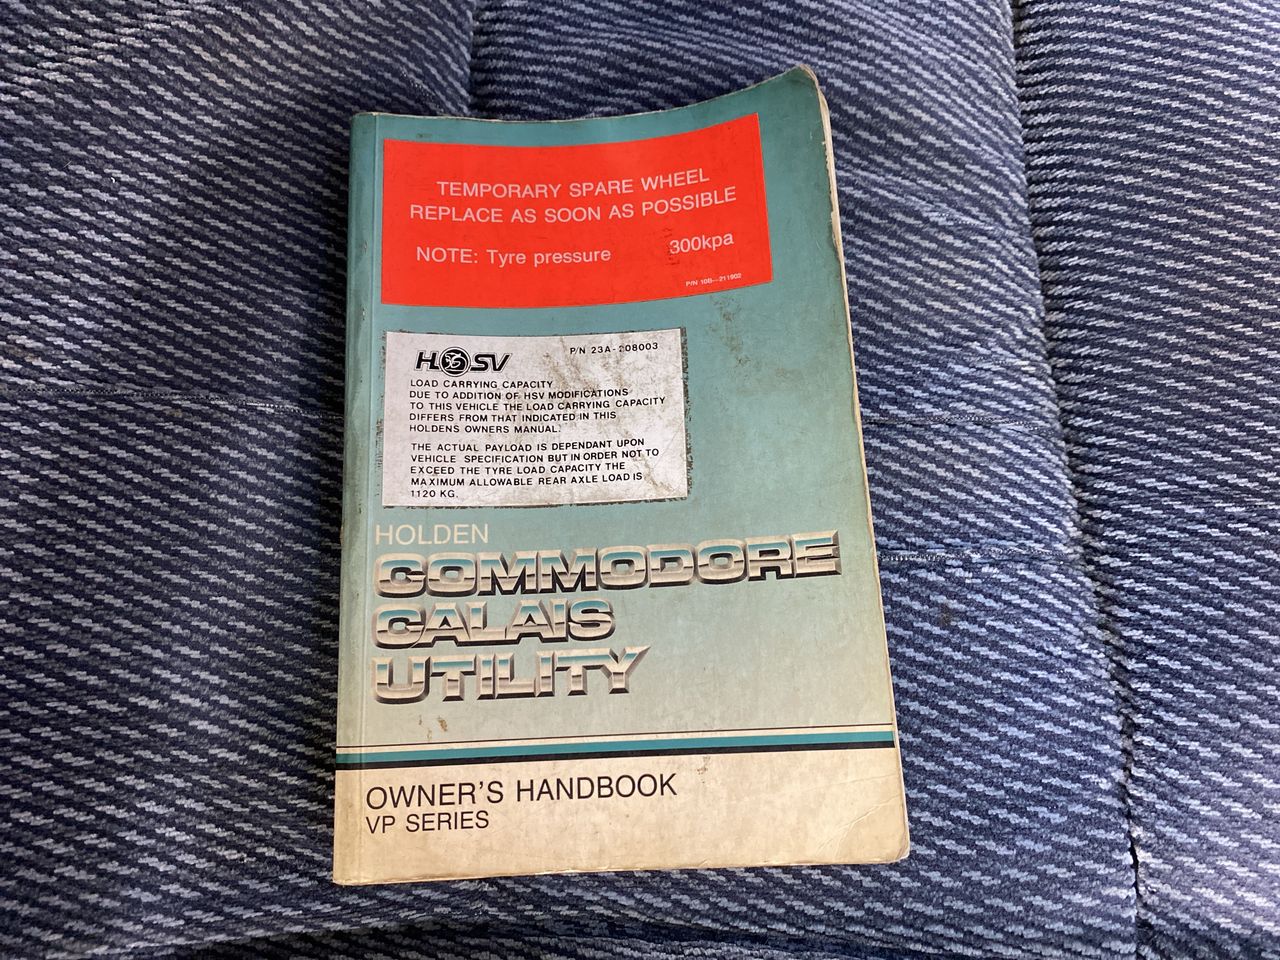 TEMPORARY SPARE WHEEL
REPLACE AS SOON AS POSSIBLE
NOTE: Tyre pressure 300kpa
P/N 10B—211902
HSV P/N 23A-208003
LOAD CARRYING CAPACITY
DUE TO ADDITION OF HSV MODIFICATIONS
TO THIS VEHICLE THE LOAD CARRYING CAPACITY
DIFFERS FROM THAT INDICATED IN THIS
HOLDENS OWNERS MANUAL.
THE ACTUAL PAYLOAD IS DEPENDANT UPON
VEHICLE SPECIFICATION BUT IN ORDER NOT TO
EXCEED THE TYRE LOAD CAPACITY THE
MAXIMUM ALLOWABLE REAR AXLE LOAD IS
1120 KG.
HOLDEN
COMMODORE
CALAIS
UTILITY
OWNER'S HANDBOOK
VP SERIES